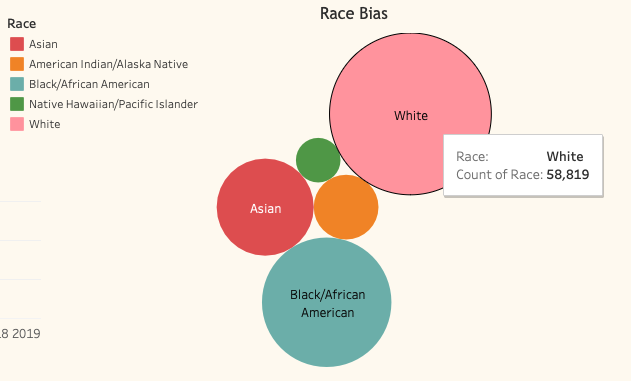 Race Bias
Race
Asian
American Indian/Alaska Native
Black/African American
Native Hawaiian/Pacific Islander
White
White
Race: White
Count of Race: 58,819
Asian
Black/African
American
8 2019